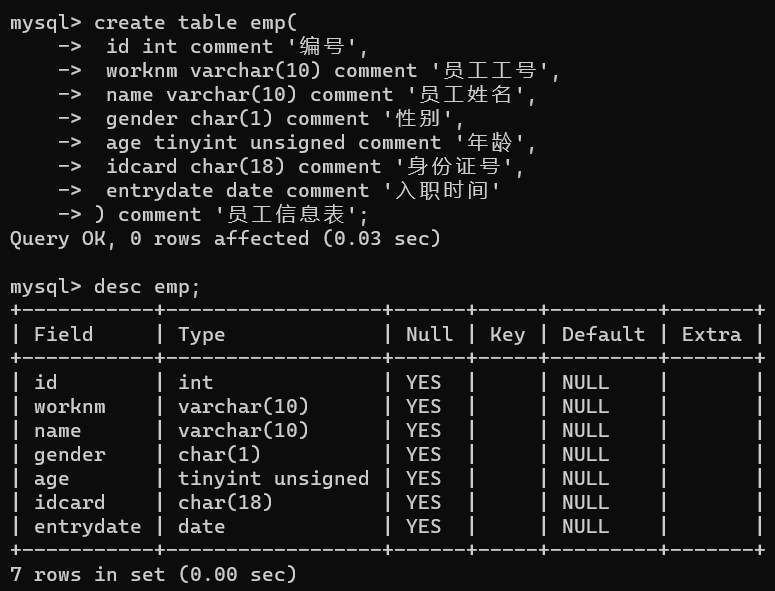 mysql> create table emp(
    ->  id int comment '编号',
    ->  worknm varchar(10) comment '员工工号',
    ->  name varchar(10) comment '员工姓名',
    ->  gender char(1) comment '性别',
    ->  age tinyint unsigned comment '年龄',
    ->  idcard char(18) comment '身份证号',
    ->  entrydate date comment '入职时间'
    -> ) comment '员工信息表';
Query OK, 0 rows affected (0.03 sec)

mysql> desc emp;
+-----------+------------------+------+-----+---------+-------+
| Field     | Type             | Null | Key | Default | Extra |
+-----------+------------------+------+-----+---------+-------+
| id        | int              | YES  |     | NULL    |       |
| worknm    | varchar(10)      | YES  |     | NULL    |       |
| name      | varchar(10)      | YES  |     | NULL    |       |
| gender    | char(1)          | YES  |     | NULL    |       |
| age       | tinyint unsigned | YES  |     | NULL    |       |
| idcard    | char(18)         | YES  |     | NULL    |       |
| entrydate | date             | YES  |     | NULL    |       |
+-----------+------------------+------+-----+---------+-------+
7 rows in set (0.00 sec)